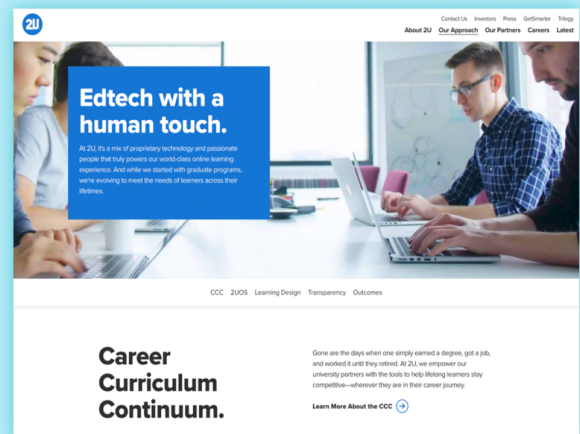 2U
Contact Us Investors Press GetSmarter Trilogy
About 2U Our Approach Our Partners Careers Latest
Edtech with a
human touch.
At 2U, it's a mix of proprietary technology and passionate
people that truly powers our world-class online learning
experience. And while we started with graduate programs,
we're evolving to meet the needs of learners across their
lifetimes.
CCC 2UOS Learning Design Transparency Outcomes
Career
Curriculum
Continuum.
Gone are the days when one simply earned a degree, got a job,
and worked it until they retired. At 2U, we empower our
university partners with the tools to help lifelong learners stay
competitive—wherever they are in their career journey.
Learn More About the CCC